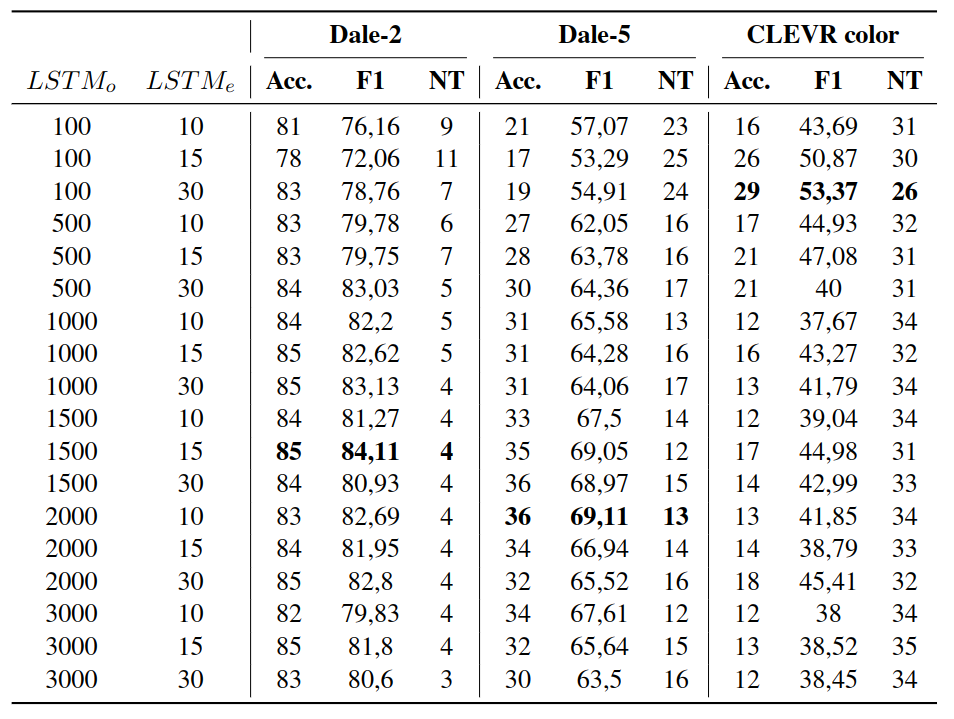 Dale-2 Dale-5 CLEVR color
LSTMo LSTMe Acc. F1 NT Acc. F1 NT Acc. F1 NT
100 10 81 76,16 9 21 57,07 23 16 43,69 31
100 15 78 72,06 11 17 53,29 25 26 50,87 30
100 30 83 78,76 7 19 54,91 24 29 53,37 26
500 10 83 79,78 6 27 62,05 16 17 44,93 32
500 15 83 79,75 7 28 63,78 16 21 47,08 31
500 30 84 83,03 5 30 64,36 17 21 40 31
1000 10 84 82,2 5 31 65,58 13 12 37,67 34
1000 15 85 82,62 5 31 64,28 16 16 43,27 32
1000 30 85 83,13 4 31 64,06 17 13 41,79 34
1500 10 84 81,27 4 33 67,5 14 12 39,04 34
1500 15 85 84,11 4 35 69,05 12 17 44,98 31
1500 30 84 80,93 4 36 68,97 15 14 42,99 33
2000 10 83 82,69 4 36 69,11 13 13 41,85 34
2000 15 84 81,95 4 34 66,94 14 14 38,79 33
2000 30 85 82,8 4 32 65,52 16 18 45,41 32
3000 10 82 79,83 4 34 67,61 12 12 38 34
3000 15 85 81,8 4 32 65,64 15 13 38,52 35
3000 30 83 80,6 3 30 63,5 16 12 38,45 34